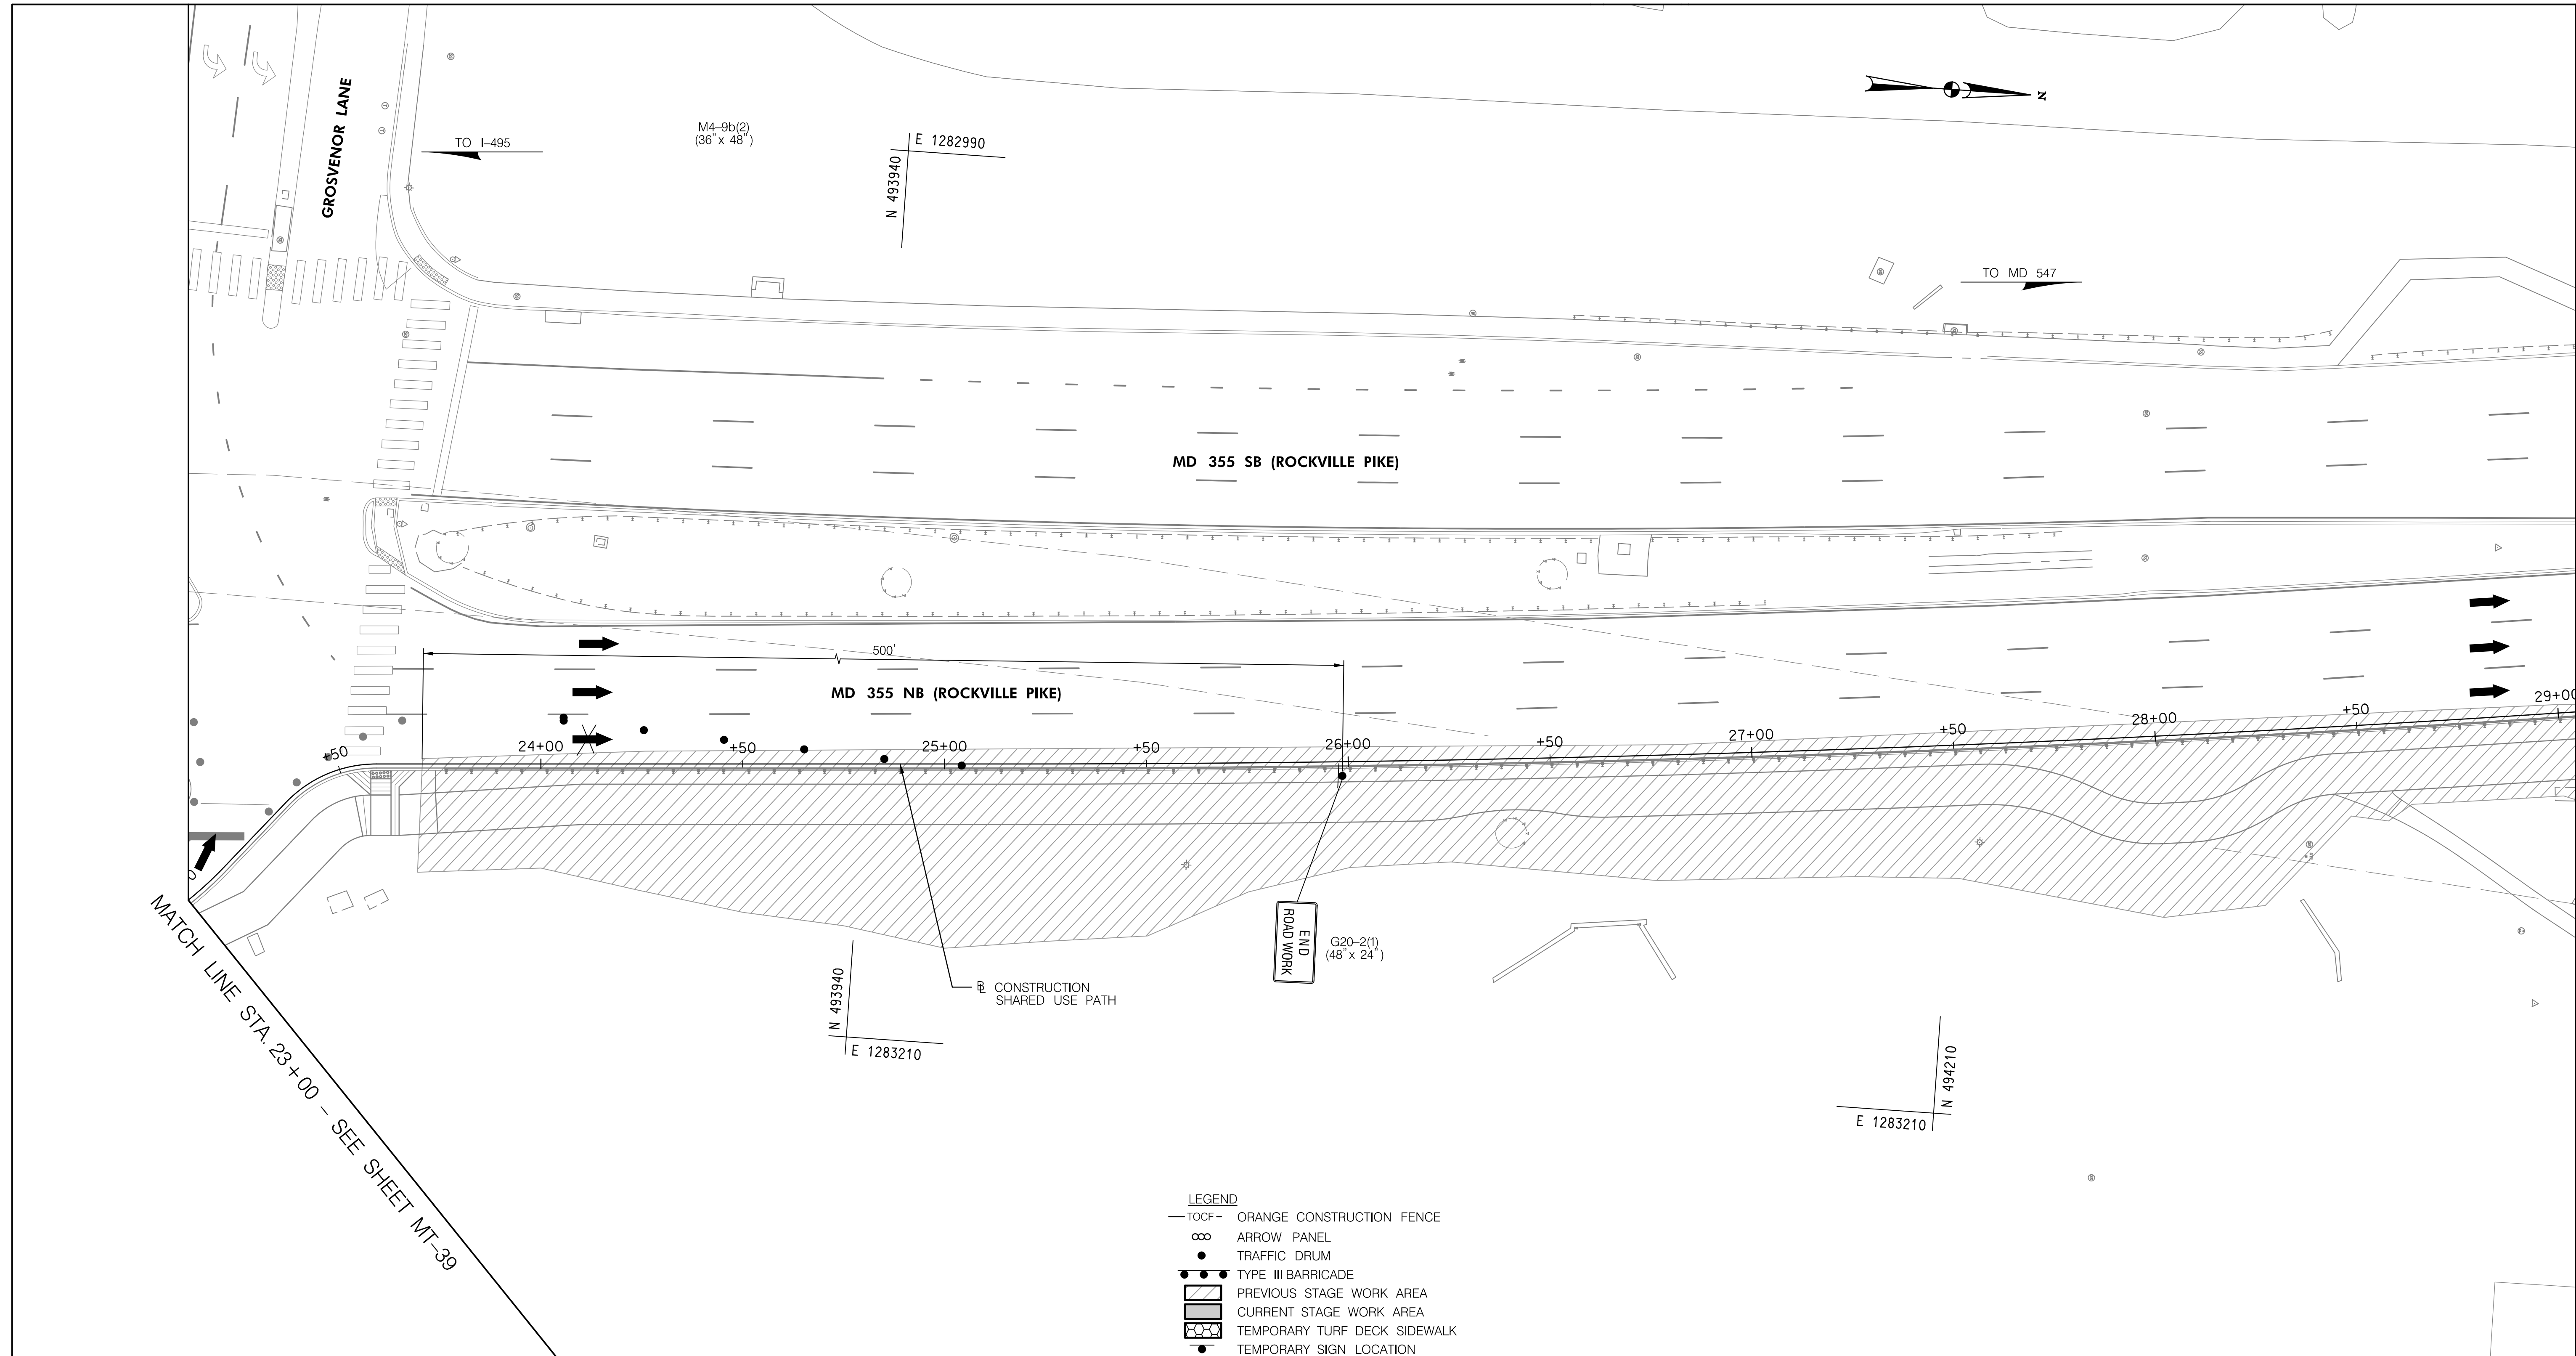 GROSVENOR LANE
TO I-495
M4-9b(2)
(36" x 48")
E 1282990
N 493940
N
TO MD 547
MD 355 SB (ROCKVILLE PIKE)
500'
MD 355 NB (ROCKVILLE PIKE)
+50
24+00
+50
25+00
+50
26+00
+50
27+00
+50
28+00
+50
29+00
END
ROAD WORK
G20-2(1)
(48" x 24")
CONSTRUCTION
SHARED USE PATH
N 493940
E 1283210
N 494210
E 1283210
MATCH LINE STA. 23+00 - SEE SHEET MT-39
LEGEND
TOCF ORANGE CONSTRUCTION FENCE
ARROW PANEL
TRAFFIC DRUM
TYPE III BARRICADE
PREVIOUS STAGE WORK AREA
CURRENT STAGE WORK AREA
TEMPORARY TURF DECK SIDEWALK
TEMPORARY SIGN LOCATION